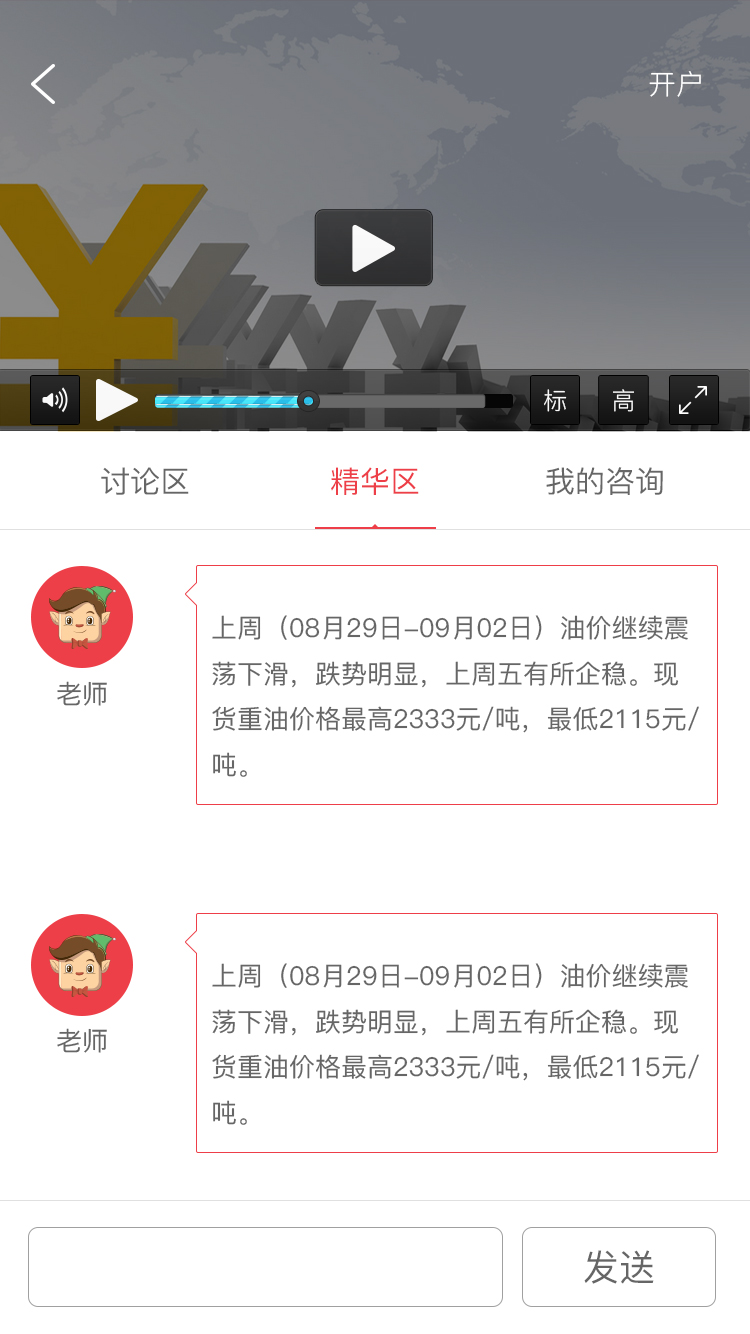 开户
标 高
讨论区 精华区 我的咨询
上周（08月29日-09月02日）油价继续震
荡下滑，跌势明显，上周五有所企稳。现
货重油价格最高2333元/吨，最低2115元/
吨。
老师
上周（08月29日-09月02日）油价继续震
荡下滑，跌势明显，上周五有所企稳。现
货重油价格最高2333元/吨，最低2115元/
吨。
老师
发送